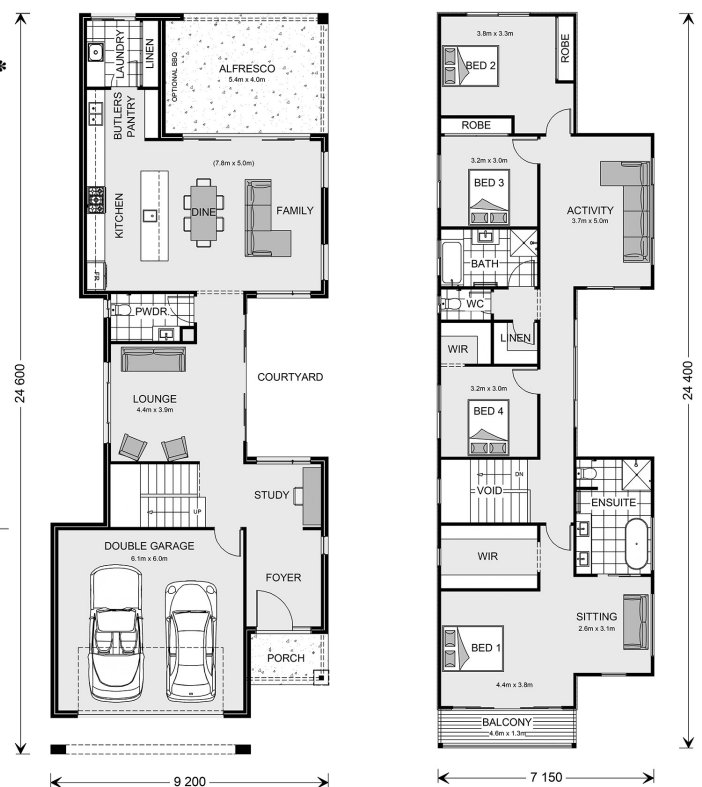 *
LAUNDRY
LINEN
OPTIONAL BBQ
ALFRESCO
5.4m x 4.0m
BUTLERS
PANTRY
(7.8m x 5.0m)
KITCHEN
DINE
FAMILY
FR
PWDR.
LOUNGE
4.4m x 3.9m
COURTYARD
STUDY
UP
DOUBLE GARAGE
6.1m x 6.0m
FOYER
PORCH
24 600
9 200
3.8m x 3.3m
BED 2
ROBE
ROBE
3.2m x 3.0m
BED 3
ACTIVITY
3.7m x 5.0m
BATH
WC
LINEN
WIR
3.2m x 3.0m
BED 4
DN
VOID
ENSUITE
WIR
SITTING
2.6m x 3.1m
BED 1
4.4m x 3.8m
BALCONY
4.6m x 1.3m
24 400
7 150